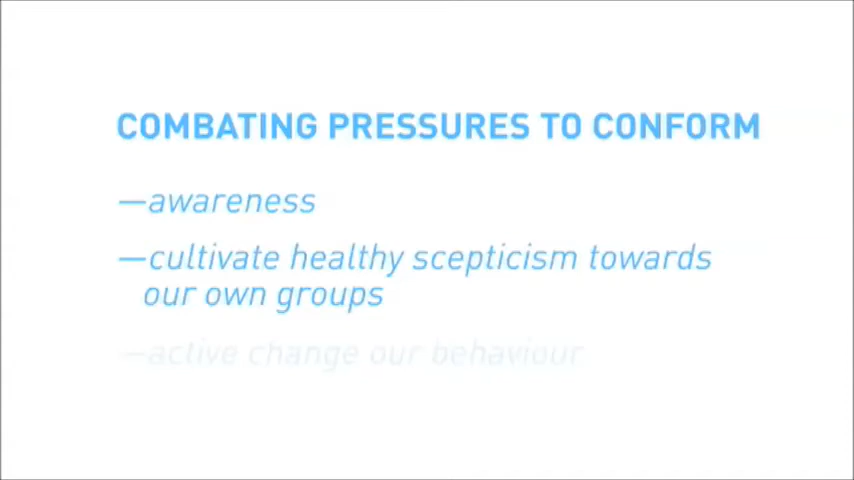 COMBATING PRESSURES TO CONFORM
—awareness
—cultivate healthy scepticism towards
our own groups
—active change our behaviour